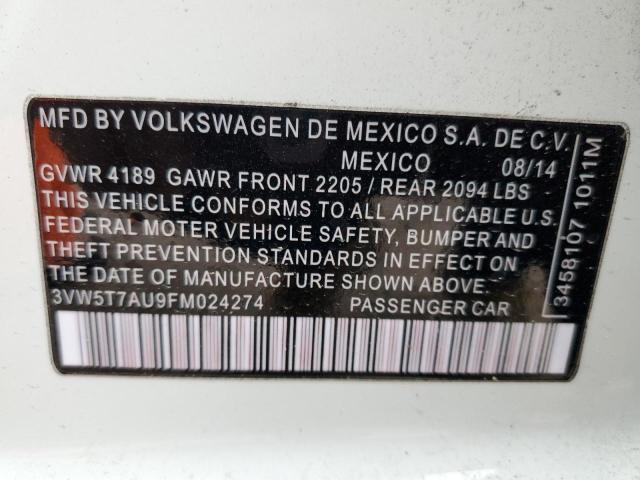 MFD BY VOLKSWAGEN DE MEXICO S.A. DE C.V.
MEXICO 08/14
GVWR 4189 GAWR FRONT 2205 / REAR 2094 LBS
THIS VEHICLE CONFORMS TO ALL APPLICABLE U.S.
FEDERAL MOTER VEHICLE SAFETY, BUMPER AND
THEFT PREVENTION STANDARDS IN EFFECT ON
THE DATE OF MANUFACTURE SHOWN ABOVE.
3VW5T7AU9FM024274 PASSENGER CAR
3458107 1011M